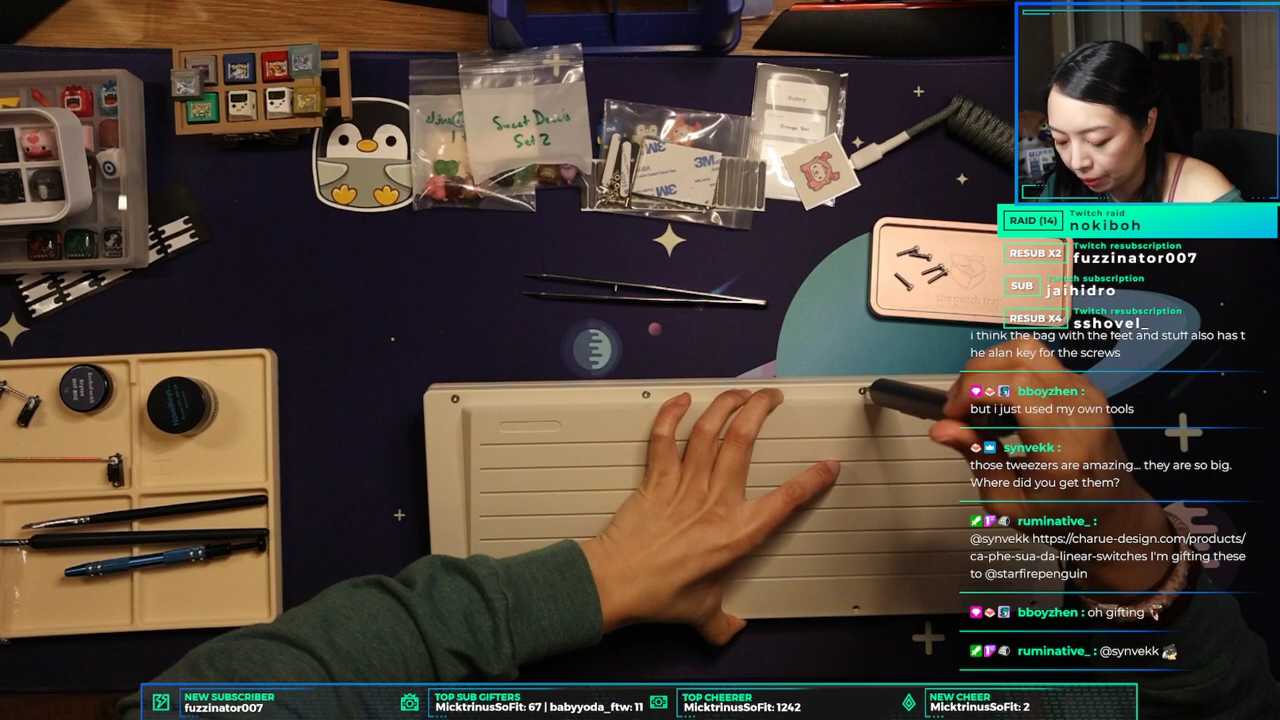 Sweet Dew's
Set 2
3M
3M
3M
the peach tray
RAID (14)
Twitch raid
nokiboh
RESUB X2
Twitch resubscription
fuzzinator007
SUB
Twitch subscription
jaihidro
RESUB X4
Twitch resubscription
sshovel_
i think the bag with the feet and stuff also has t
he alan key for the screws
bboyzhen :
but i just used my own tools
synvekk :
those tweezers are amazing... they are so big.
Where did you get them?
ruminative_ :
@synvekk https://charue-design.com/products/
ca-phe-sua-da-linear-switches I'm gifting these
to @starfirepenguin
bboyzhen : oh gifting
ruminative_ : @synvekk
NEW SUBSCRIBER
fuzzinator007
TOP SUB GIFTERS
MicktrinusSoFit: 67 | babyyoda_ftw: 11
TOP CHEERER
MicktrinusSoFit: 1242
NEW CHEER
MicktrinusSoFit: 2